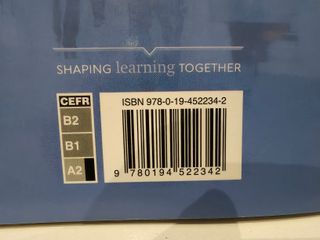 SHAPING learning TOGETHER
CEFR
B2
B1
A2
ISBN 978-0-19-452234-2
9 780194 522342